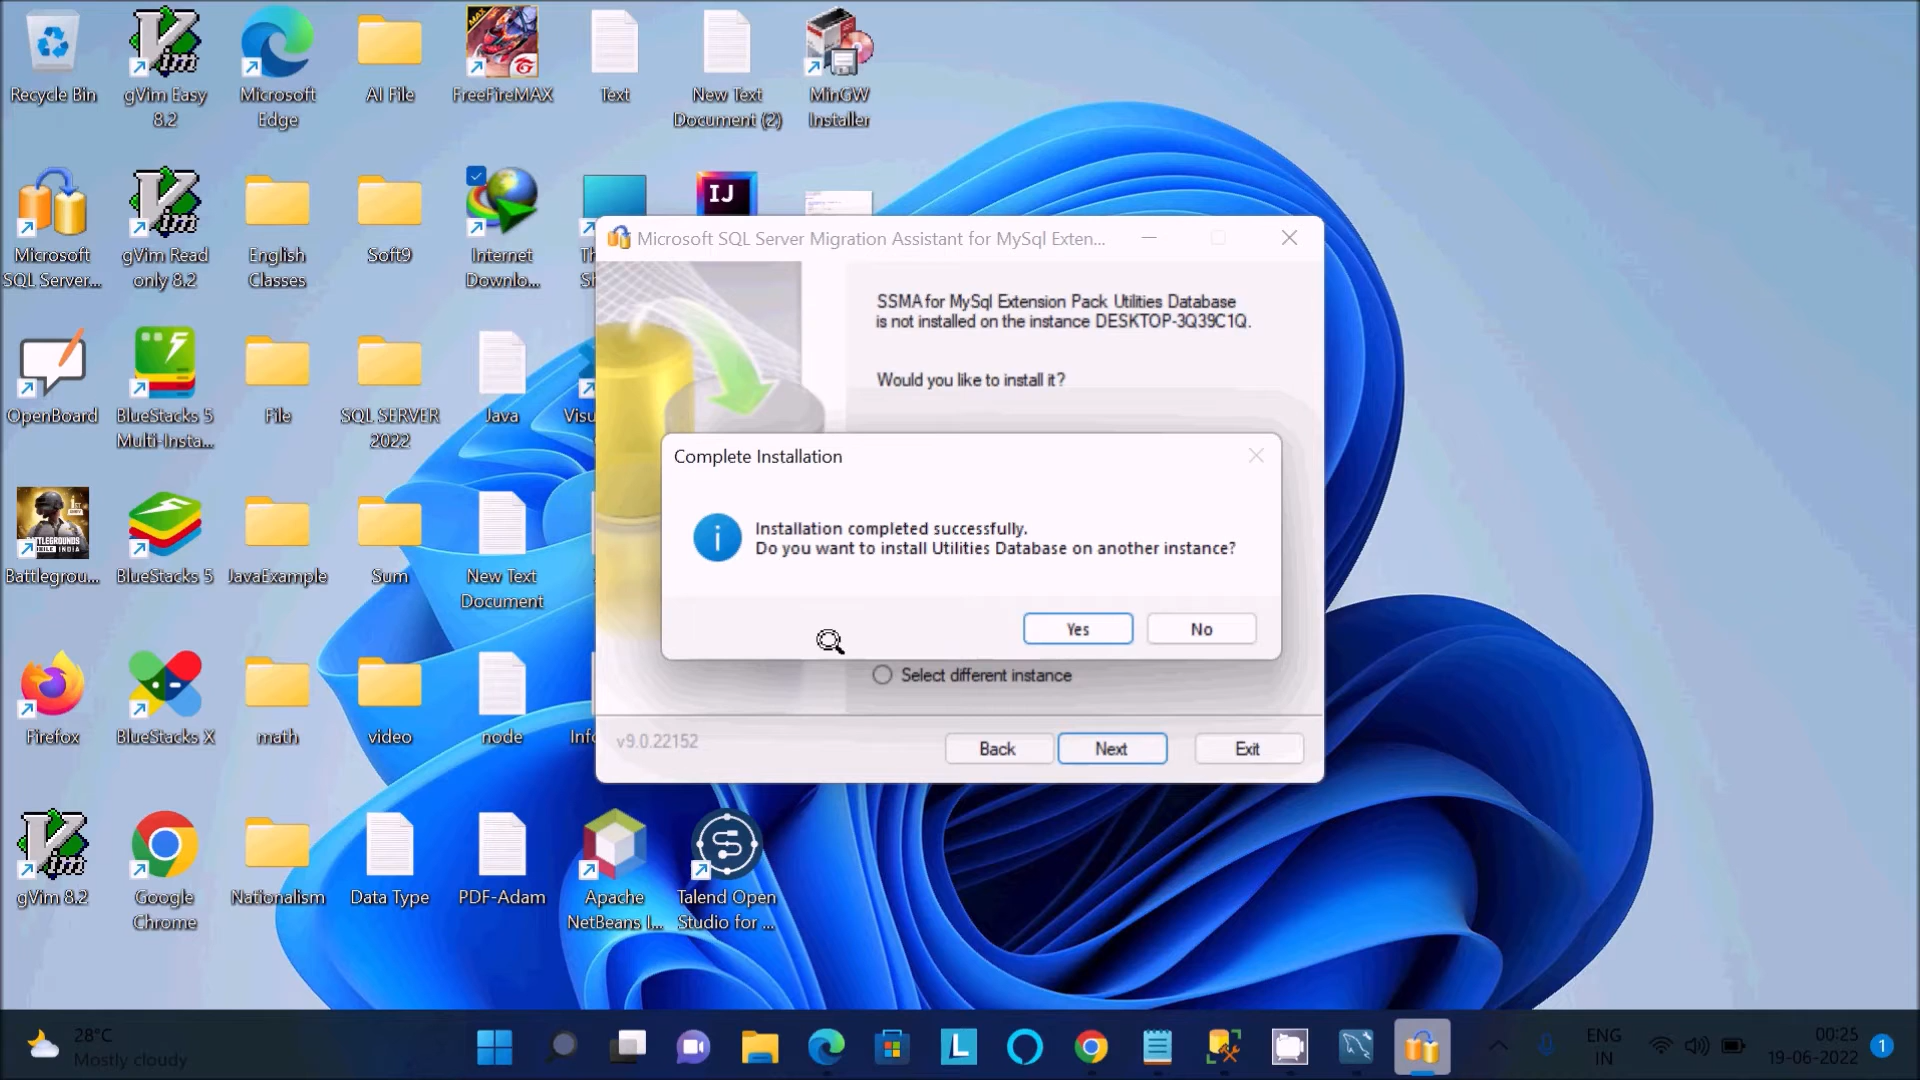 Recycle Bin
gVim Easy
8.2
Microsoft
Edge
AI File
FreeFireMAX
Text
New Text
Document (2)
MinGW
Installer
Microsoft
SQL Server...
gVim Read
only 8.2
English
Classes
Soft9
Internet
Downlo...
IJ
OpenBoard
BlueStacks 5
Multi-Insta...
File
SQL SERVER
2022
Java
Battlegrou...
BlueStacks 5
JavaExample
Sum
New Text
Document
Firefox
BlueStacks X
math
video
node
gVim 8.2
Google
Chrome
Nationalism
Data Type
PDF-Adam
Apache
NetBeans I...
Talend Open
Studio for ...
Microsoft SQL Server Migration Assistant for MySql Exten...
SSMA for MySql Extension Pack Utilities Database
is not installed on the instance DESKTOP-3Q39C1Q.
Would you like to install it?
Complete Installation
Installation completed successfully.
Do you want to install Utilities Database on another instance?
Yes
No
Select different instance
v9.0.22152
Back
Next
Exit
28°C
Mostly cloudy
ENG
IN
00:25
19-06-2022
1